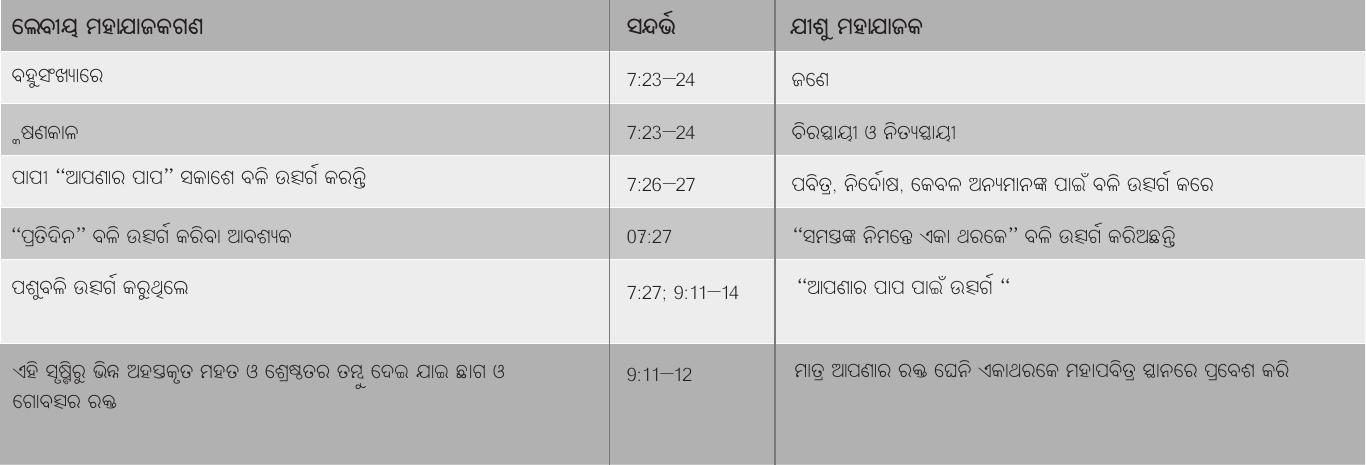 ଲେବୀୟ ମହାଯାଜକଗଣ ସନ୍ଦର୍ଭ ଯୀଶୁ ମହାଯାଜକ
ବହୁସଂଖ୍ୟାରେ 7:23—24 ଜଣେ
କ୍ଷଣକାଳ 7:23—24 ଚିରସ୍ଥାୟୀ ଓ ନିତ୍ୟସ୍ଥାୟୀ
ପାପୀ “ଆପଣାର ପାପ” ସକାଶେ ବଳି ଉତ୍ସର୍ଗ କରନ୍ତି 7:26—27 ପବିତ୍ର, ନିର୍ଦୋଷ, କେବଳ ଅନ୍ୟମାନଙ୍କ ପାଇଁ ବଳି ଉତ୍ସର୍ଗ କରେ
“ପ୍ରତିଦିନ” ବଳି ଉତ୍ସର୍ଗ କରିବା ଆବଶ୍ୟକ 07:27 “ସମସ୍ତଙ୍କ ନିମନ୍ତେ ଏକା ଥରକେ” ବଳି ଉତ୍ସର୍ଗ କରିଅଛନ୍ତି
ପଶୁବଳି ଉତ୍ସର୍ଗ କରୁଥିଲେ 7:27; 9:11—14 “ଆପଣାର ପାପ ପାଇଁ ଉତ୍ସର୍ଗ “
ଏହି ସୃଷ୍ଟିରୁ ଭିନ୍ନ ଅହସ୍ତକୃତ ମହତ ଓ ଶ୍ରେଷ୍ଠତର ତମ୍ବୁ ଦେଇ ଯାଇ ଛାଗ ଓ 9:11—12 ମାତ୍ର ଆପଣାର ରକ୍ତ ଘେନି ଏକାଥରକେ ମହାପବିତ୍ର ସ୍ଥାନରେ ପ୍ରବେଶ କରି
ଗୋବତ୍ସର ରକ୍ତ